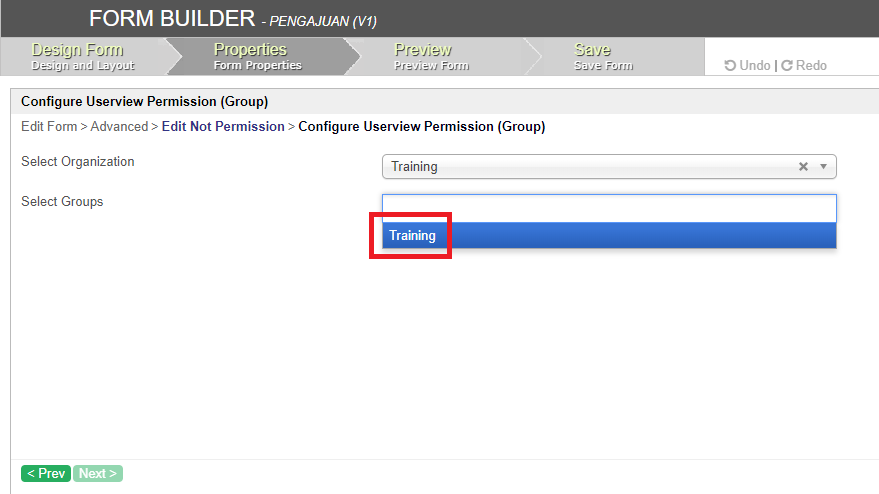 FORM BUILDER - PENGAJUAN (V1)
Design Form
Design and Layout
Properties
Form Properties
Preview
Preview Form
Save
Save Form
Undo | Redo
Configure Userview Permission (Group)
Edit Form > Advanced > Edit Not Permission > Configure Userview Permission (Group)
Select Organization
Training
Select Groups
Training
< Prev
Next >